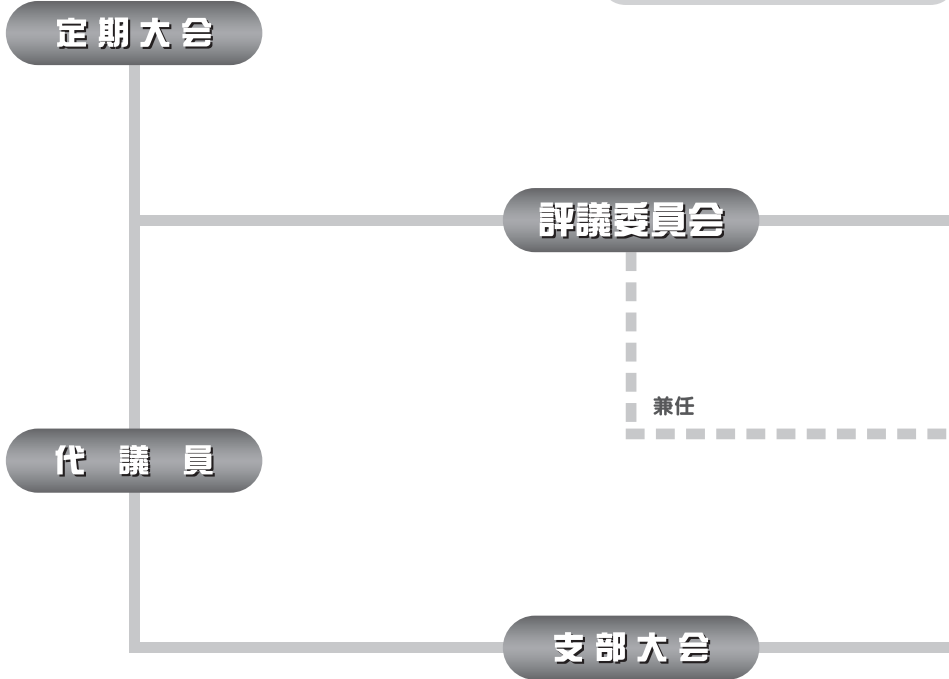 定期大会
評議委員会
兼任
代議員
支部大会